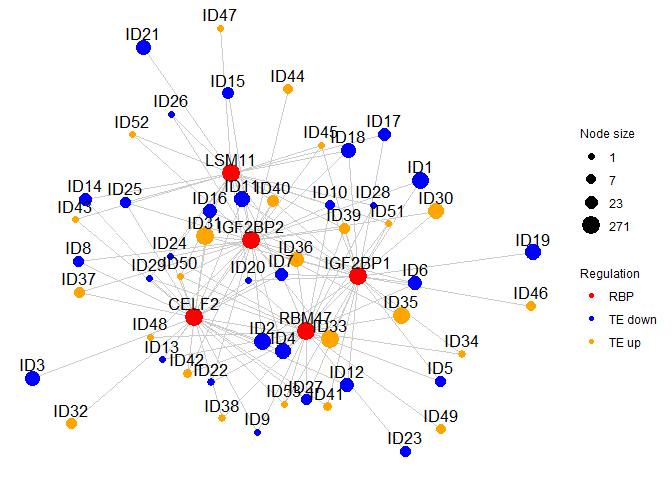 ID47
ID21
ID15
ID44
ID26
ID52
ID45
ID18
ID17
LSM11
ID1
ID14
ID25
ID11
ID40
ID10
ID28
ID43
ID16
ID30
ID31
IGF2BP2
ID39
ID51
ID8
ID24
ID36
ID19
ID29
ID50
ID20
ID7
IGF2BP1
ID6
ID37
CELF2
RBM47
ID35
ID46
ID48
ID2
ID33
ID4
ID13
ID34
ID3
ID42
ID22
ID12
ID5
ID32
ID38
ID9
ID53
ID27
ID41
ID49
ID23
Node size
1
7
23
271
Regulation
RBP
TE down
TE up